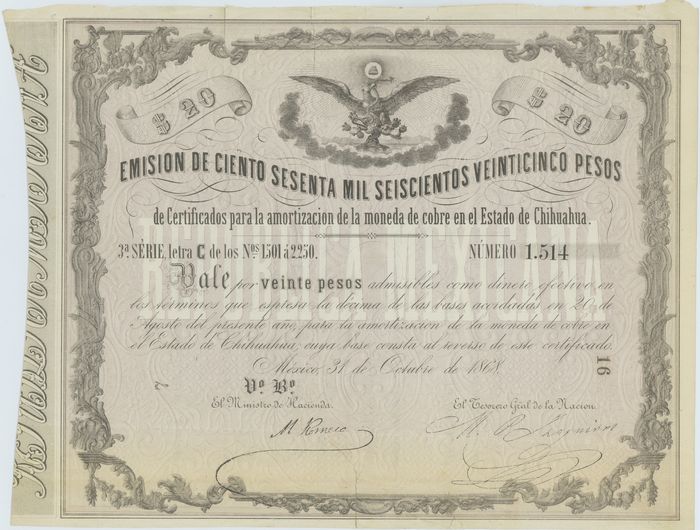 $ 20
$ 20
EMISION DE CIENTO SESENTA MIL SEISCIENTOS VEINTICINCO PESOS
de Certificados para la amortizacion de la moneda de cobre en el Estado de Chihuahua.
3ª SÉRIE, letra C de los Nos 1501 á 2250.
NÚMERO 1.514
REPUBLICA MEXICANA
Vale por veinte pesos admisibles como dinero efectivo en
los términos que espresa la décima de las bases acordadas en 20 de
Agosto del presente año, para la amortizacion de la moneda de cobre en
el Estado de Chihuahua; cuya base consta al reverso de este certificado.
México, 31 de Octubre de 1868.
16
Vº Bº
El Ministro de Hacienda.
El Tesorero Gral de la Nacion.
M Romero